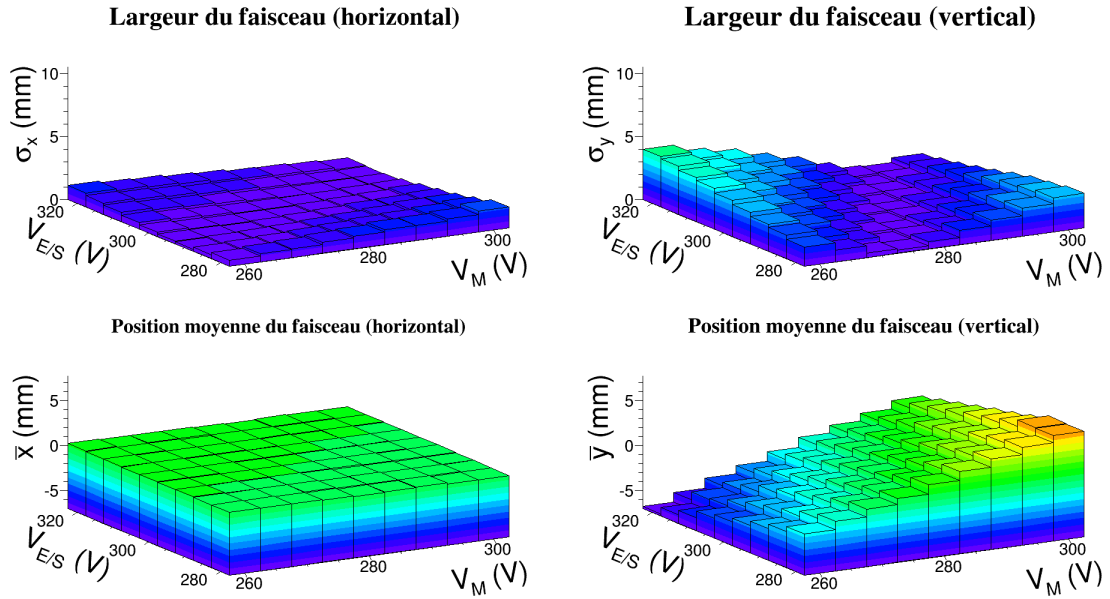 Largeur du faisceau (horizontal)
10
5
0
σx (mm)
320
300
280
VE/S (V)
260
280
300
VM (V)
Largeur du faisceau (vertical)
10
5
0
σy (mm)
320
300
280
VE/S (V)
260
280
300
VM (V)
Position moyenne du faisceau (horizontal)
5
0
-5
x̅ (mm)
320
300
280
VE/S (V)
260
280
300
VM (V)
Position moyenne du faisceau (vertical)
5
0
-5
y̅ (mm)
320
300
280
VE/S (V)
260
280
300
VM (V)